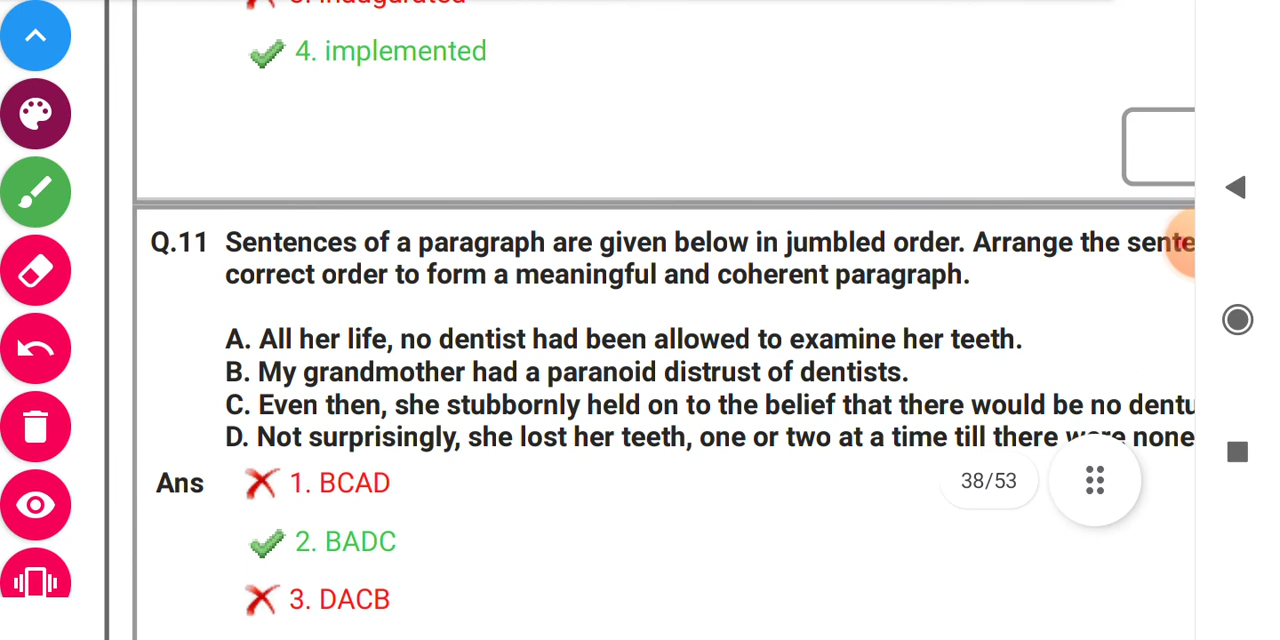 4. implemented
Q.11 Sentences of a paragraph are given below in jumbled order. Arrange the sente
correct order to form a meaningful and coherent paragraph.
A. All her life, no dentist had been allowed to examine her teeth.
B. My grandmother had a paranoid distrust of dentists.
C. Even then, she stubbornly held on to the belief that there would be no dentu
D. Not surprisingly, she lost her teeth, one or two at a time till there were none
Ans 1. BCAD
38/53
2. BADC
3. DACB